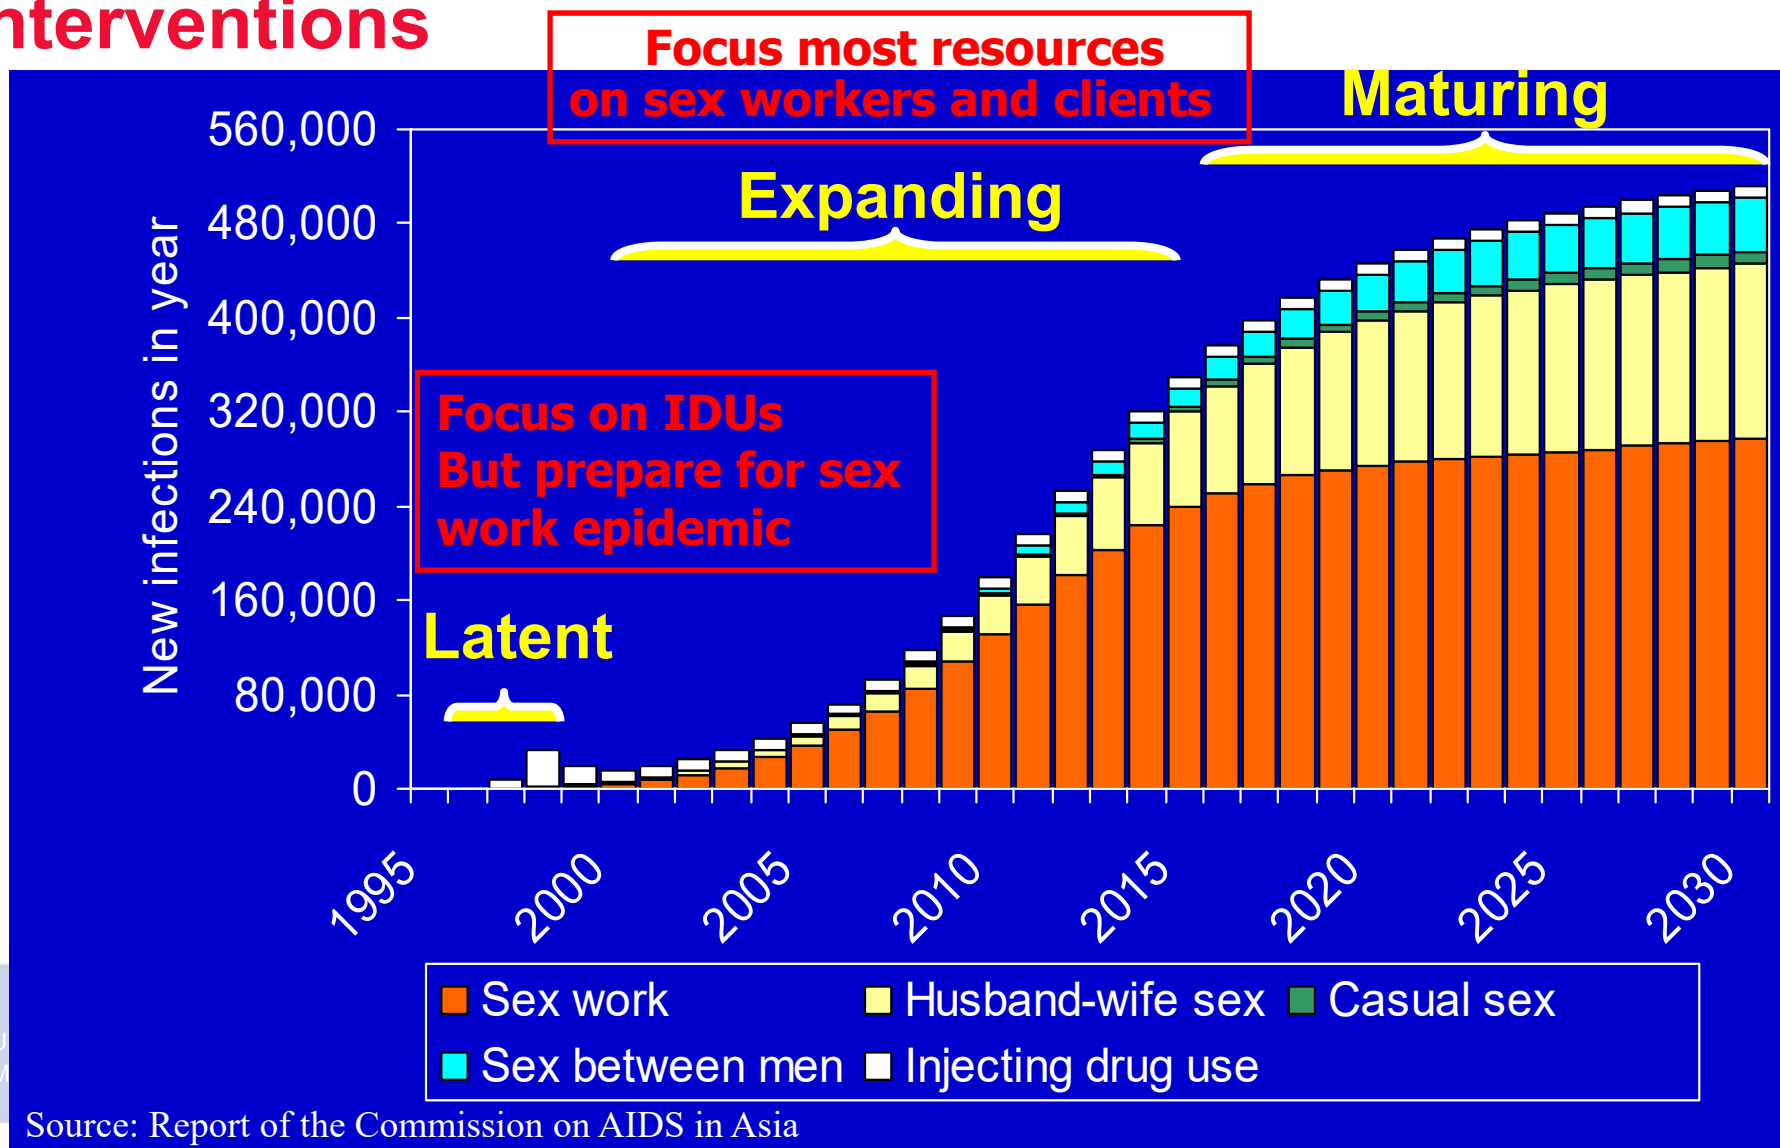 nterventions
Focus most resources
on sex workers and clients
Maturing
Expanding
Focus on IDUs
But prepare for sex
work epidemic
Latent
New infections in year
560,000
480,000
400,000
320,000
240,000
160,000
80,000
0
1995
2000
2005
2010
2015
2020
2025
2030
Sex work
Husband-wife sex
Casual sex
Sex between men
Injecting drug use
Source: Report of the Commission on AIDS in Asia